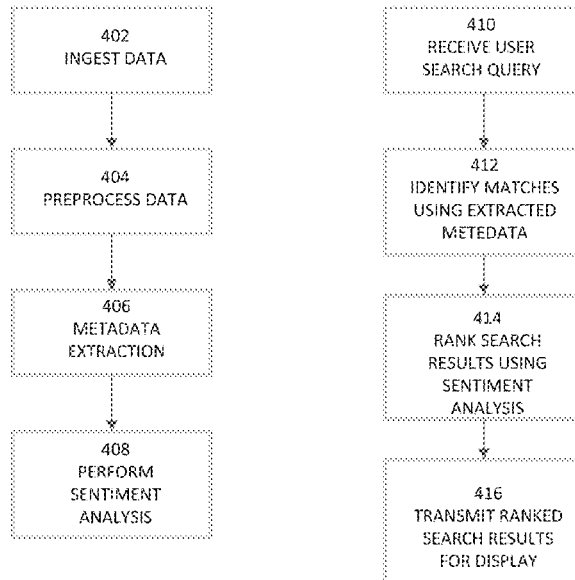 402
INGEST DATA
404
PREPROCESS DATA
406
METADATA
EXTRACTION
408
PERFORM
SENTIMENT
ANALYSIS
410
RECEIVE USER
SEARCH QUERY
412
IDENTIFY MATCHES
USING EXTRACTED
METEDATA
414
RANK SEARCH
RESULTS USING
SENTIMENT
ANALYSIS
416
TRANSMIT RANKED
SEARCH RESULTS
FOR DISPLAY